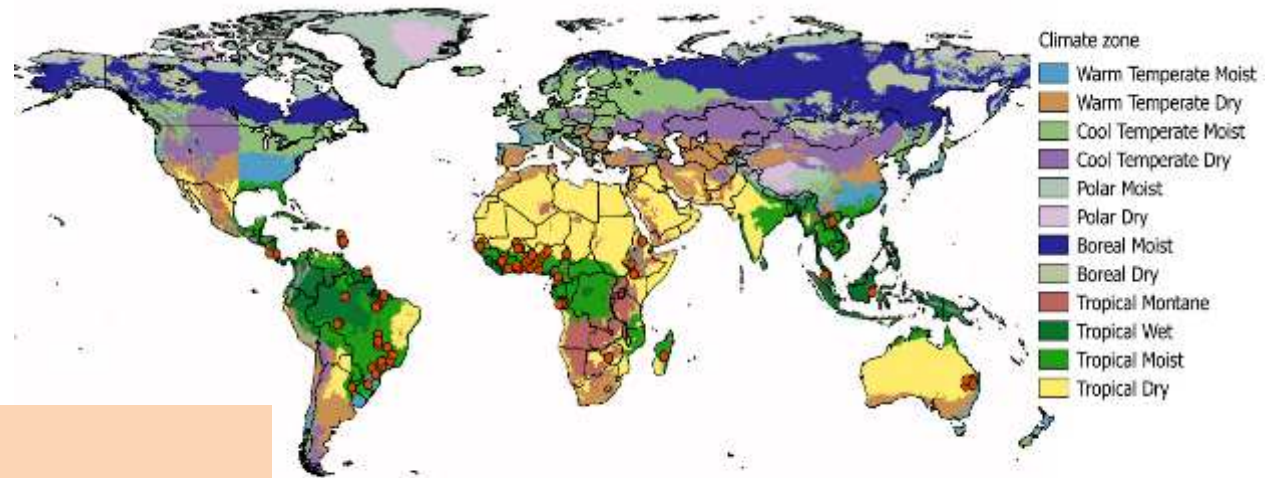 Climate zone
Warm Temperate Moist
Warm Temperate Dry
Cool Temperate Moist
Cool Temperate Dry
Polar Moist
Polar Dry
Boreal Moist
Boreal Dry
Tropical Montane
Tropical Wet
Tropical Moist
Tropical Dry